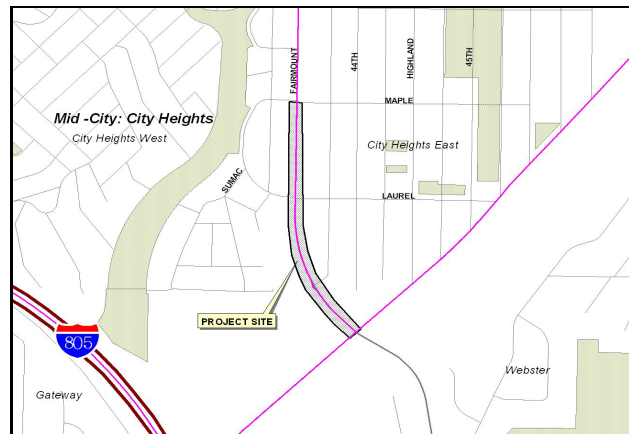 FAIRMOUNT
44TH
HIGHLAND
45TH
MAPLE
Mid -City: City Heights
City Heights West
City Heights East
SUMAC
LAUREL
PROJECT SITE
805
Webster
Gateway